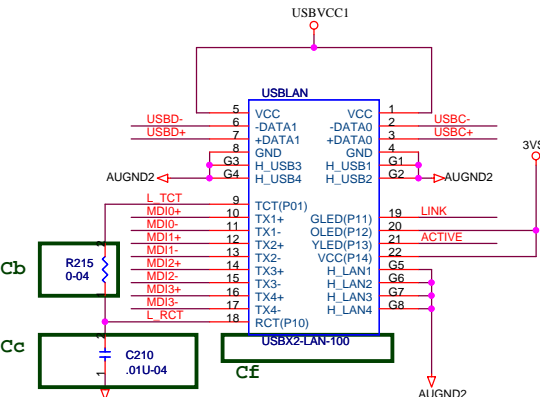 USBVCC1
USBLAN
5 VCC VCC 1
USBD- 6 -DATA1 -DATA0 2 USBC-
USBD+ 7 +DATA1 +DATA0 3 USBC+
8 GND GND 4
G3 H_USB3 H_USB1 G1
AUGND2 G4 H_USB4 H_USB2 G2 AUGND2
3VS
L_TCT 9 TCT(P01)
MDI0+ 10 TX1+ GLED(P11) 19 LINK
MDI0- 11 TX1- OLED(P12) 20
MDI1+ 12 TX2+ YLED(P13) 21 ACTIVE
MDI1- 13 TX2- VCC(P14) 22
MDI2+ 14 TX3+ H_LAN1 G5
MDI2- 15 TX3- H_LAN2 G6
MDI3+ 16 TX4+ H_LAN3 G7
MDI3- 17 TX4- H_LAN4 G8
L_RCT 18 RCT(P10)
USBX2-LAN-100
Cb
2
R215
0-04
1
Cc
2
C210
.01U-04
1
Cf
AUGND2